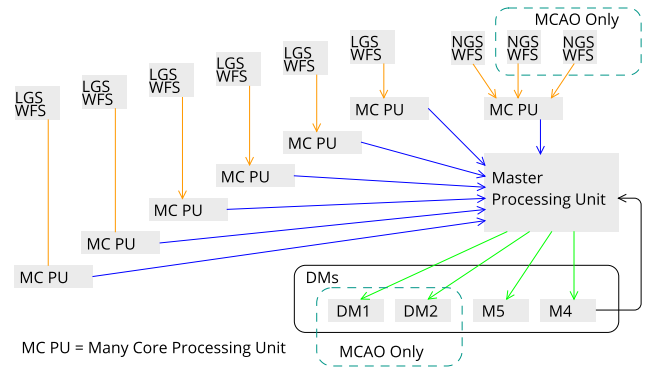 MCAO Only
LGS
WFS
LGS
WFS
LGS
WFS
LGS
WFS
LGS
WFS
LGS
WFS
NGS
WFS
NGS
WFS
NGS
WFS
MC PU
MC PU
MC PU
MC PU
MC PU
MC PU
MC PU
Master
Processing Unit
DMs
DM1
DM2
M5
M4
MCAO Only
MC PU = Many Core Processing Unit